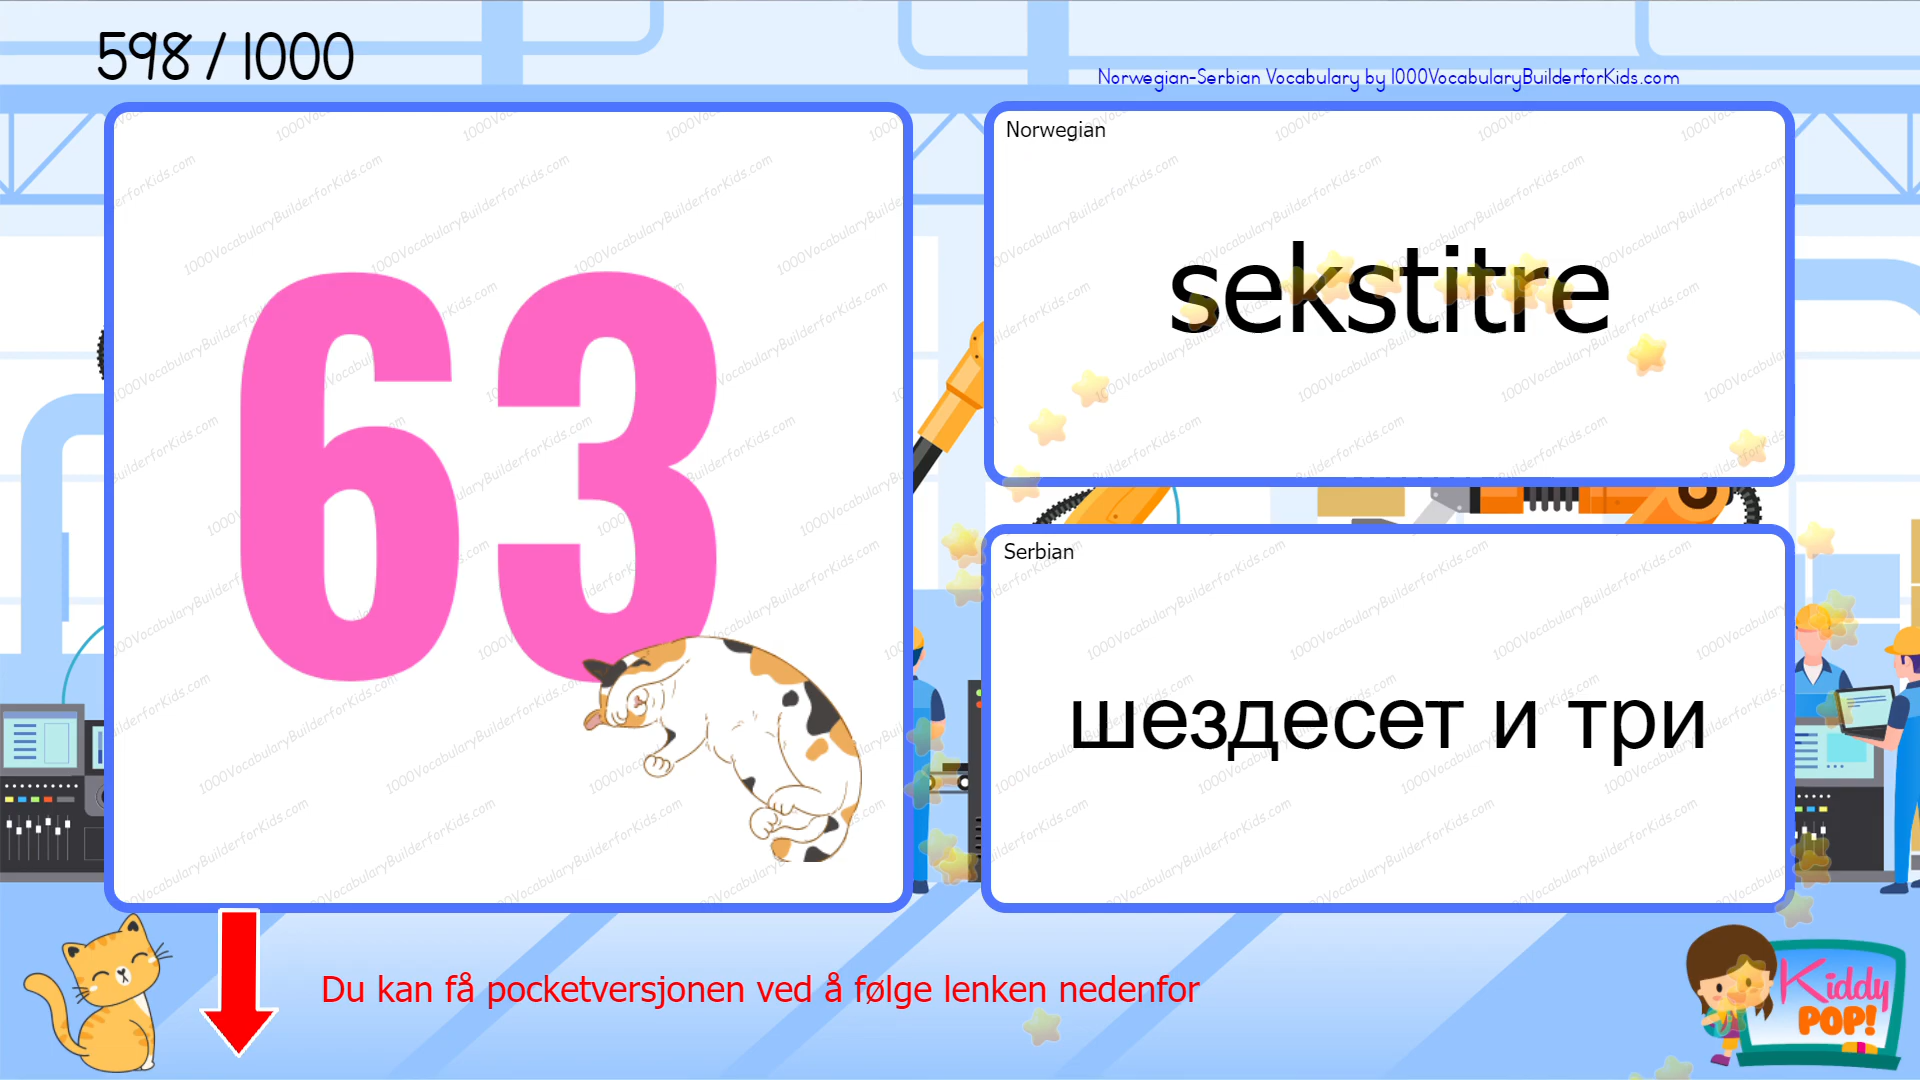 598 / 1000
Norwegian-Serbian Vocabulary by 1000VocabularyBuilderforKids.com
63
Norwegian
sekstitre
Serbian
шездесет и три
Du kan få pocketversjonen ved å følge lenken nedenfor
Kiddy
POP!